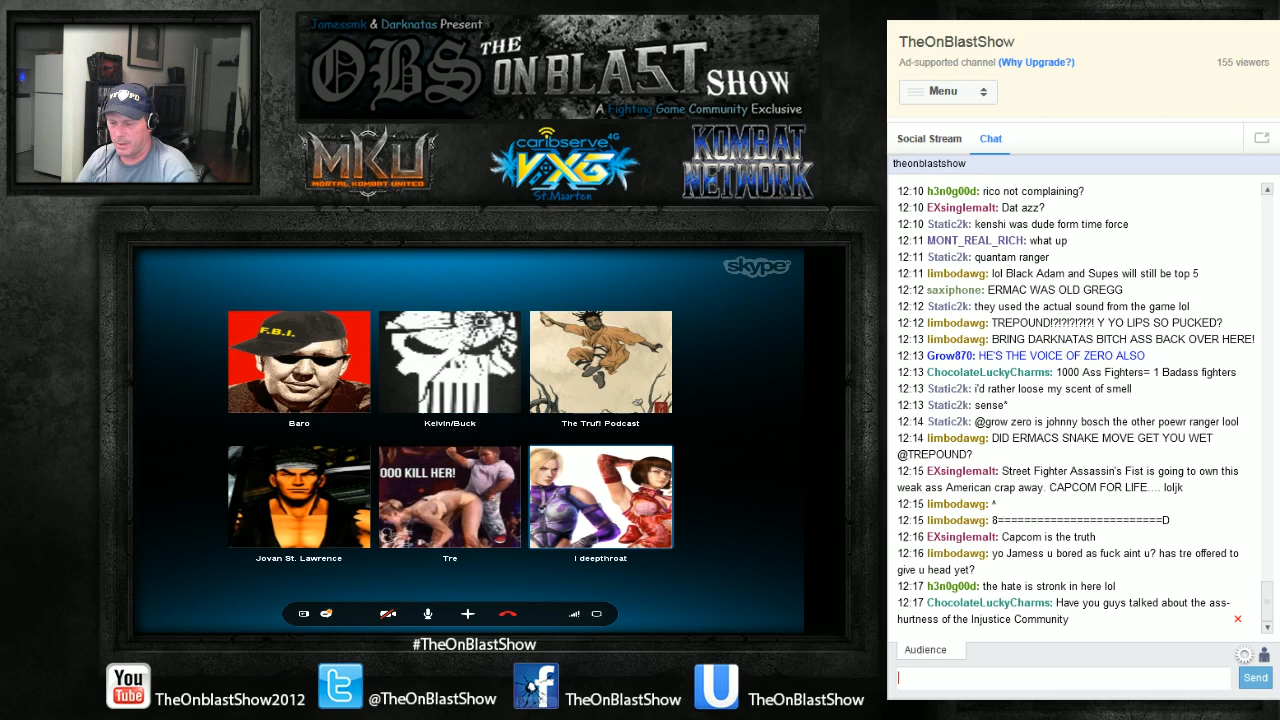 Jamessmk & Darknatas Present
OBS THE ON BLAST SHOW
A Fighting Game Community Exclusive
MKU
MORTAL KOMBAT UNITED
caribserve 4G
VXG
St.Maarten
KOMBAT
NETWORK
skype
F.B.I.
Baro
Kelvin/Buck
The Truf! Podcast
OOO KILL HER!
Jovan St. Lawrence
Tre
I deepthroat
#TheOnBlastShow
You
Tube
TheOnblastShow2012
@TheOnBlastShow
TheOnBlastShow
TheOnBlastShow
TheOnBlastShow
Ad-supported channel (Why Upgrade?)
155 viewers
Menu
Social Stream
Chat
theonblastshow
12:10 h3n0g00d: rico not complaining?
12:10 EXsinglemalt: Dat azz?
12:10 Static2k: kenshi was dude form time force
12:11 MONT_REAL_RICH: what up
12:11 Static2k: quantam ranger
12:11 limbodawg: lol Black Adam and Supes will still be top 5
12:12 saxiphone: ERMAC WAS OLD GREGG
12:12 Static2k: they used the actual sound from the game lol
12:12 limbodawg: TREPOUND!?!?!?!?!?! Y YO LIPS SO PUCKED?
12:13 limbodawg: BRING DARKNATAS BITCH ASS BACK OVER HERE!
12:13 Grow870: HE'S THE VOICE OF ZERO ALSO
12:13 ChocolateLuckyCharms: 1000 Ass Fighters= 1 Badass fighters
12:13 Static2k: i'd rather loose my scent of smell
12:13 Static2k: sense*
12:14 Static2k: @grow zero is johnny bosch the other poewr ranger lool
12:14 limbodawg: DID ERMACS SNAKE MOVE GET YOU WET
@TREPOUND?
12:15 EXsinglemalt: Street Fighter Assassin's Fist is going to own this
weak ass American crap away. CAPCOM FOR LIFE.... loljk
12:15 limbodawg: ^
12:15 limbodawg: 8=========================D
12:16 EXsinglemalt: Capcom is the truth
12:16 limbodawg: yo Jamess u bored as fuck aint u? has tre offered to
give u head yet?
12:17 h3n0g00d: the hate is stronk in here lol
12:17 ChocolateLuckyCharms: Have you guys talked about the ass-
hurtness of the Injustice Community
Audience
Send